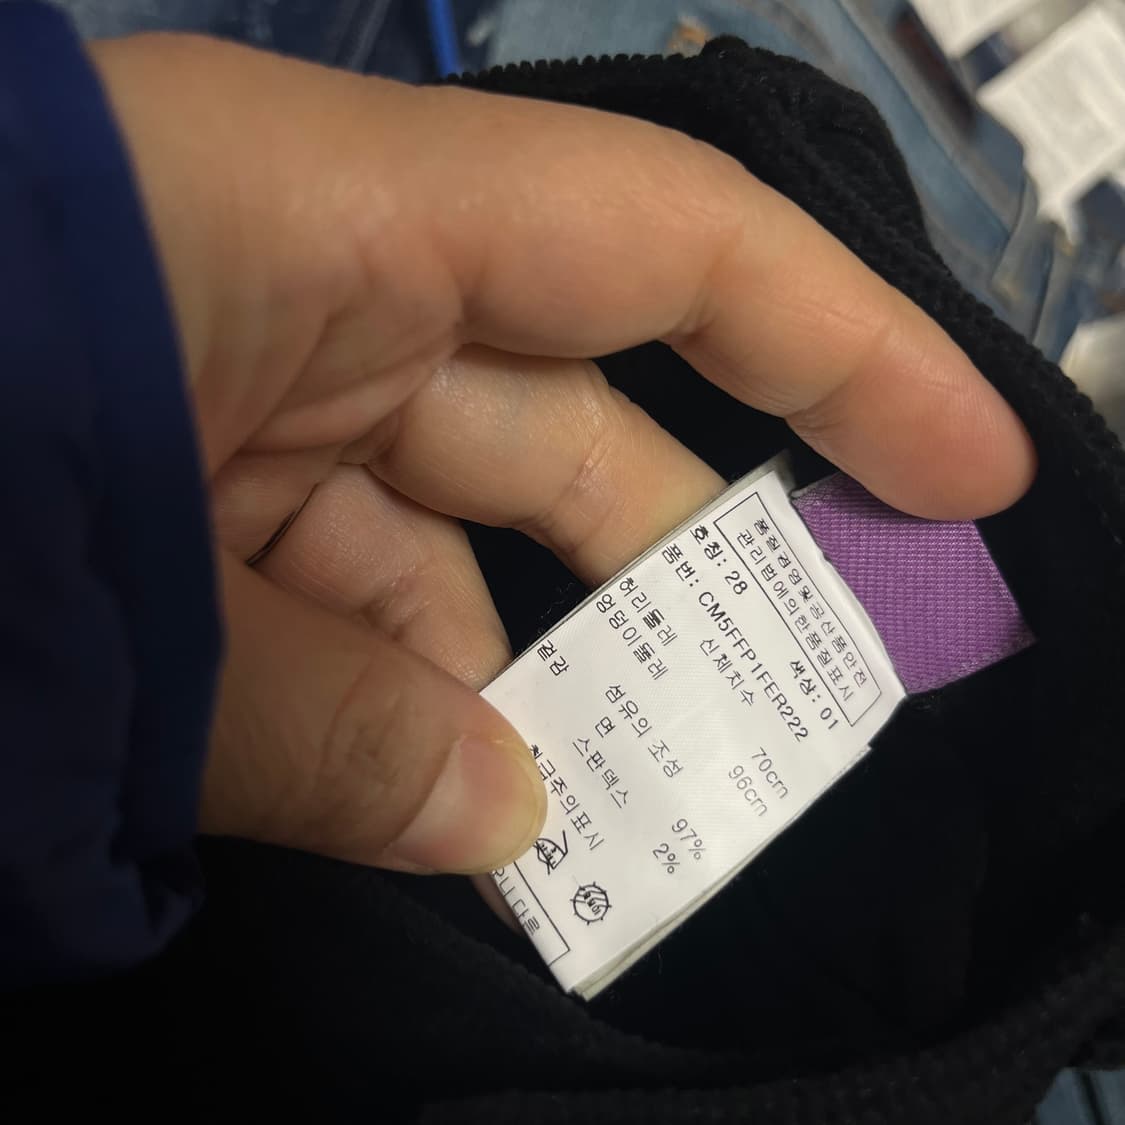 품질경영및공산품안전
관리법에의한품질표시
호칭: 28 색상: 01
품번: CM5FFP1FER222
신체치수
허리둘레 70cm
엉덩이둘레 96cm
섬유의 조성
겉감 면 97%
스판덱스 2%
취급주의표시